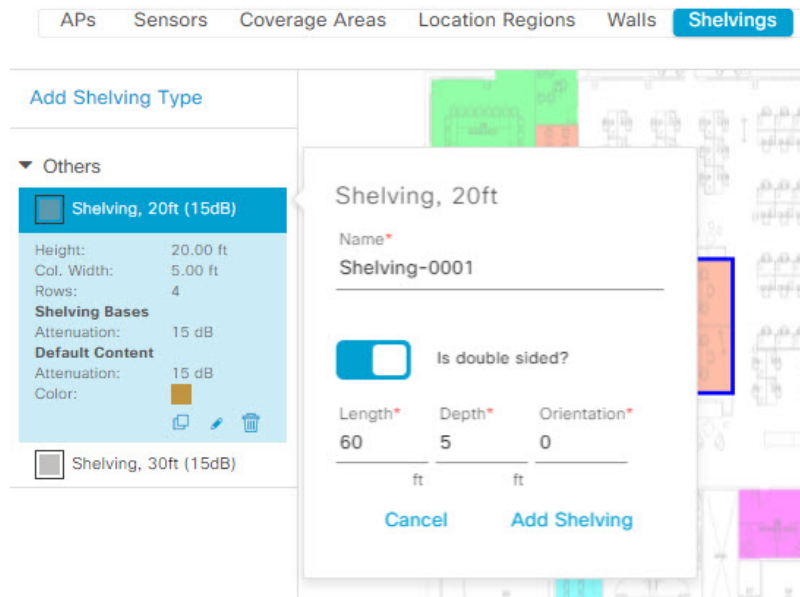 APs Sensors Coverage Areas Location Regions Walls Shelvings
Add Shelving Type
Others
Shelving, 20ft (15dB)
Height: 20.00 ft
Col. Width: 5.00 ft
Rows: 4
Shelving Bases
Attenuation: 15 dB
Default Content
Attenuation: 15 dB
Color:
Shelving, 30ft (15dB)
Shelving, 20ft
Name*
Shelving-0001
Is double sided?
Length* Depth* Orientation*
60 5 0
ft ft
Cancel Add Shelving